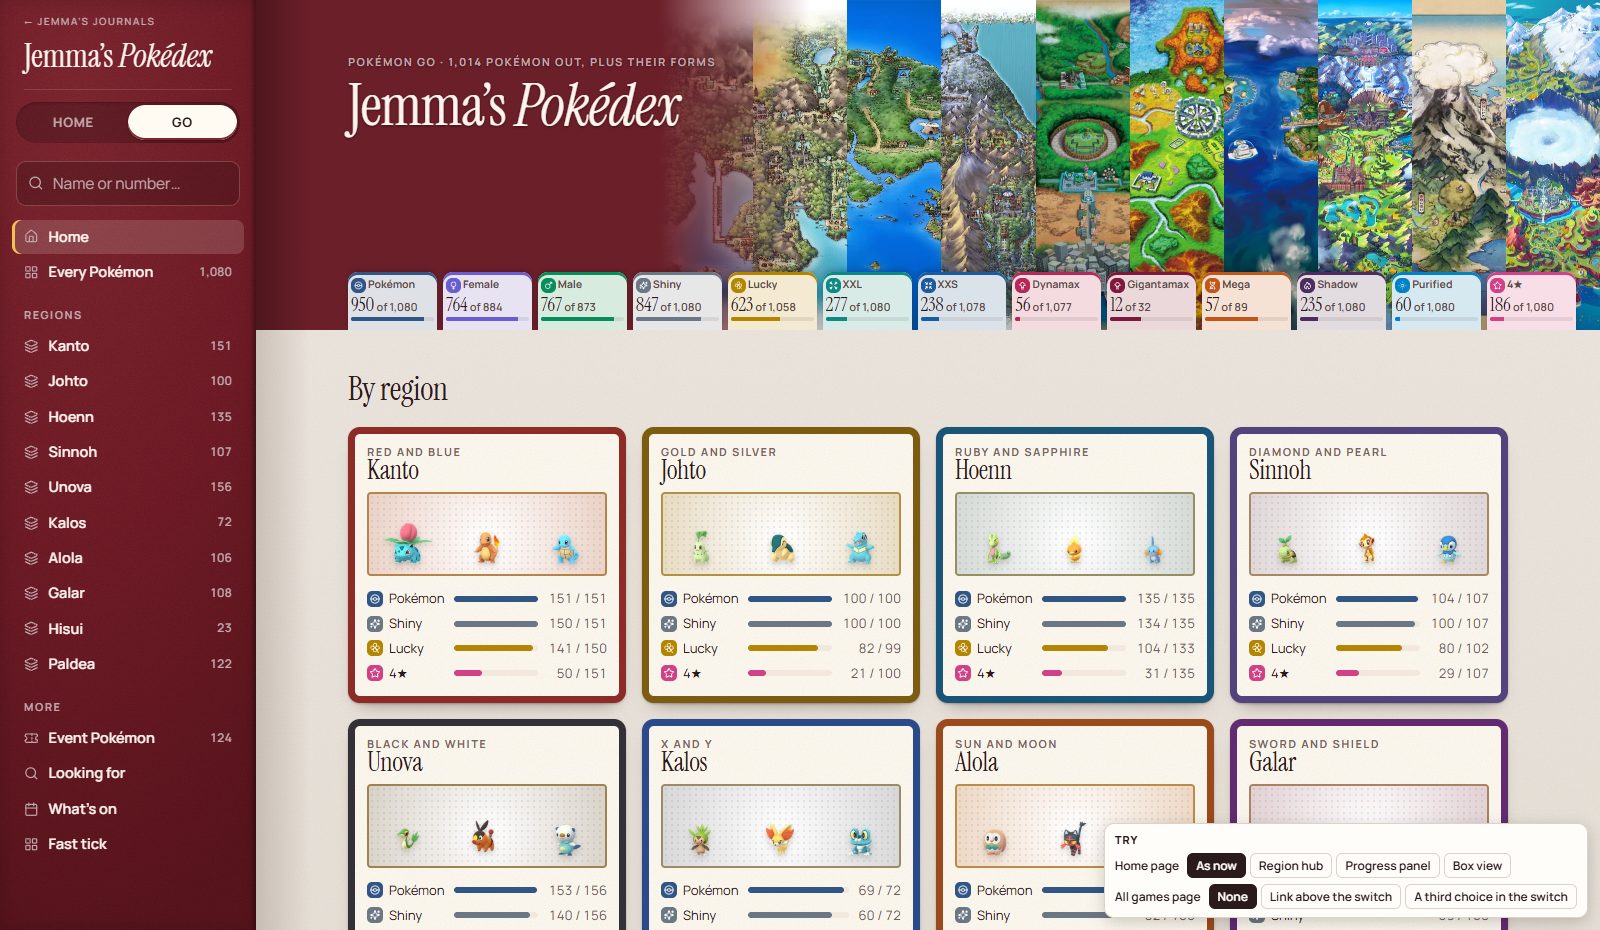 ← JEMMA'S JOURNALS
Jemma's Pokédex
HOME GO
Name or number...
Home
Every Pokémon 1,080
REGIONS
Kanto 151
Johto 100
Hoenn 135
Sinnoh 107
Unova 156
Kalos 72
Alola 106
Galar 108
Hisui 23
Paldea 122
MORE
Event Pokémon 124
Looking for
What's on
Fast tick
POKÉMON GO · 1,014 POKÉMON OUT, PLUS THEIR FORMS
Jemma's Pokédex
Pokémon
950 of 1,080
Female
764 of 884
Male
767 of 873
Shiny
847 of 1,080
Lucky
623 of 1,058
XXL
277 of 1,080
XXS
238 of 1,078
Dynamax
56 of 1,077
Gigantamax
12 of 32
Mega
57 of 89
Shadow
235 of 1,080
Purified
60 of 1,080
4★
186 of 1,080
By region
RED AND BLUE
Kanto
Pokémon 151 / 151
Shiny 150 / 151
Lucky 141 / 150
4★ 50 / 151
GOLD AND SILVER
Johto
Pokémon 100 / 100
Shiny 100 / 100
Lucky 82 / 99
4★ 21 / 100
RUBY AND SAPPHIRE
Hoenn
Pokémon 135 / 135
Shiny 134 / 135
Lucky 104 / 133
4★ 31 / 135
DIAMOND AND PEARL
Sinnoh
Pokémon 104 / 107
Shiny 100 / 107
Lucky 80 / 102
4★ 29 / 107
BLACK AND WHITE
Unova
Pokémon 153 / 156
Shiny 140 / 156
X AND Y
Kalos
Pokémon 69 / 72
Shiny 60 / 72
SUN AND MOON
Alola
Pokémon
Shiny
SWORD AND SHIELD
Galar
TRY
Home page As now Region hub Progress panel Box view
All games page None Link above the switch A third choice in the switch